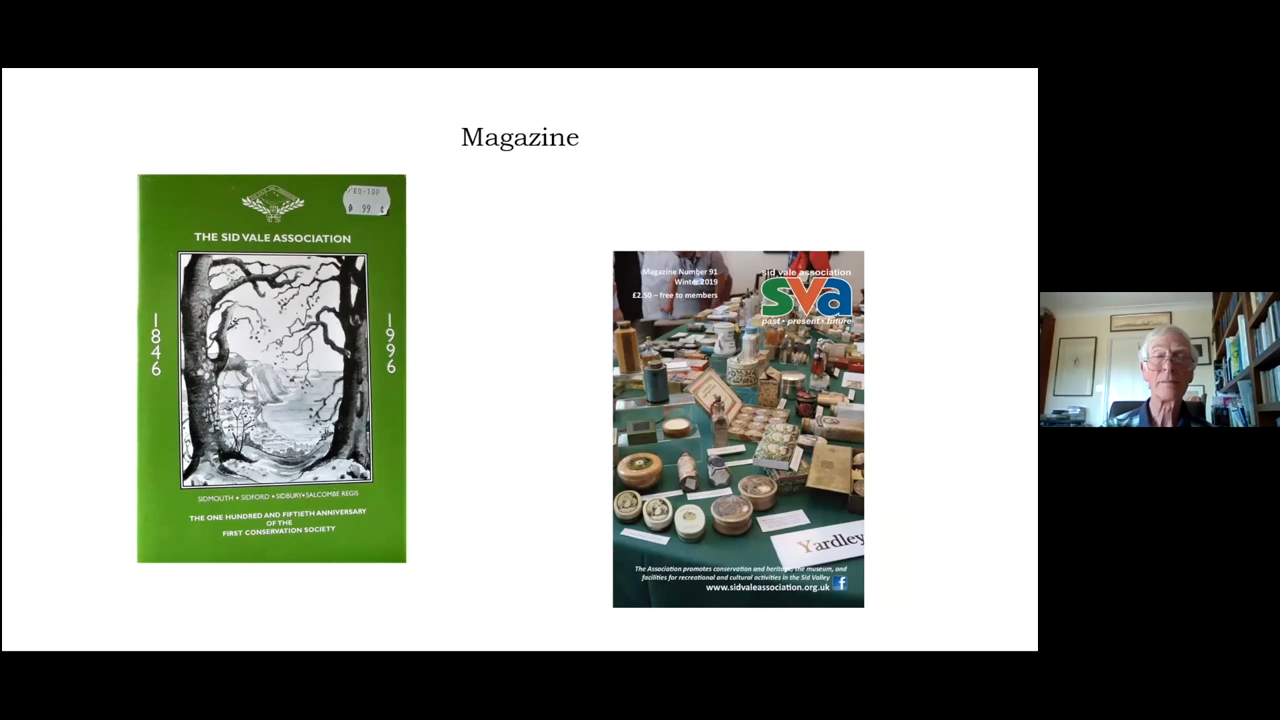 Magazine
THE SID VALE ASSOCIATION
1846
1996
SIDMOUTH • SIDFORD • SIDBURY • SALCOMBE REGIS
THE ONE HUNDRED AND FIFTIETH ANNIVERSARY
OF THE
FIRST CONSERVATION SOCIETY
Magazine Number 91
Winter 2019
£2.50 – free to members
sid vale association
sva
past • present • future
Yardley
The Association promotes conservation and heritage, the museum, and
facilities for recreational and cultural activities in the Sid Valley
www.sidvaleassociation.org.uk
f